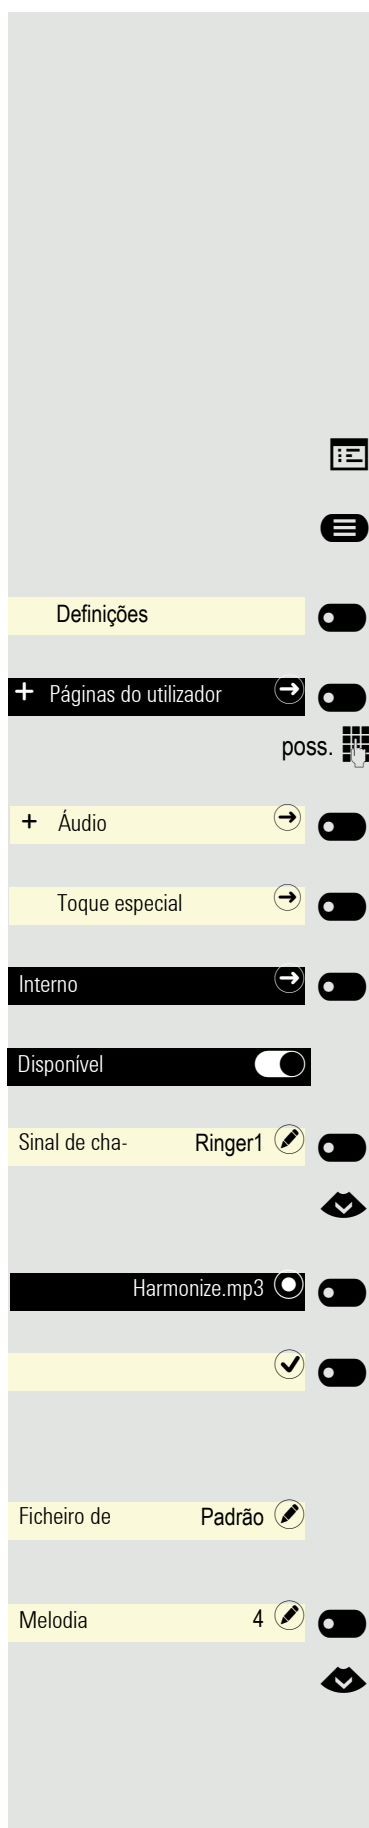 Definições
+ Páginas do utilizador
poss.
+ Áudio
Toque especial
Interno
Disponível
Sinal de cha- Ringer1
Harmonize.mp3
Ficheiro de Padrão
Melodia 4